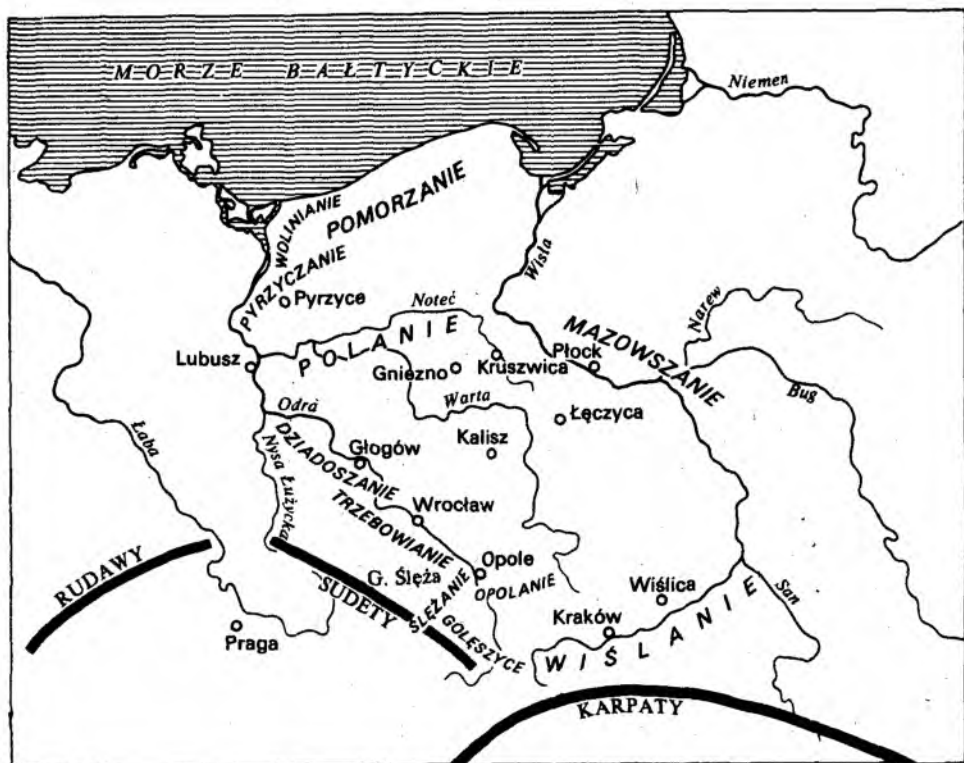 MORZE BAŁTYCKIE
Niemen
WOLINIANIE
POMORZANIE
PYRZYCZANIE
Pyrzyce
Wisła
Noteć
Narew
MAZOWSZANIE
POLANIE
Lubusz
Gniezno
Kruszwica
Płock
Bug
Warta
Łęczyca
Odra
Kalisz
Łaba
DZIADOSZANIE
Głogów
Nysa Łużycka
TRZEBOWIANIE
Wrocław
RUDAWY
Opole
G. Ślęża
SUDETY
ŚLĘŻANIE
OPOLANIE
Wiślica
San
GOLĘSZYCE
Kraków
WIŚLANIE
Praga
KARPATY